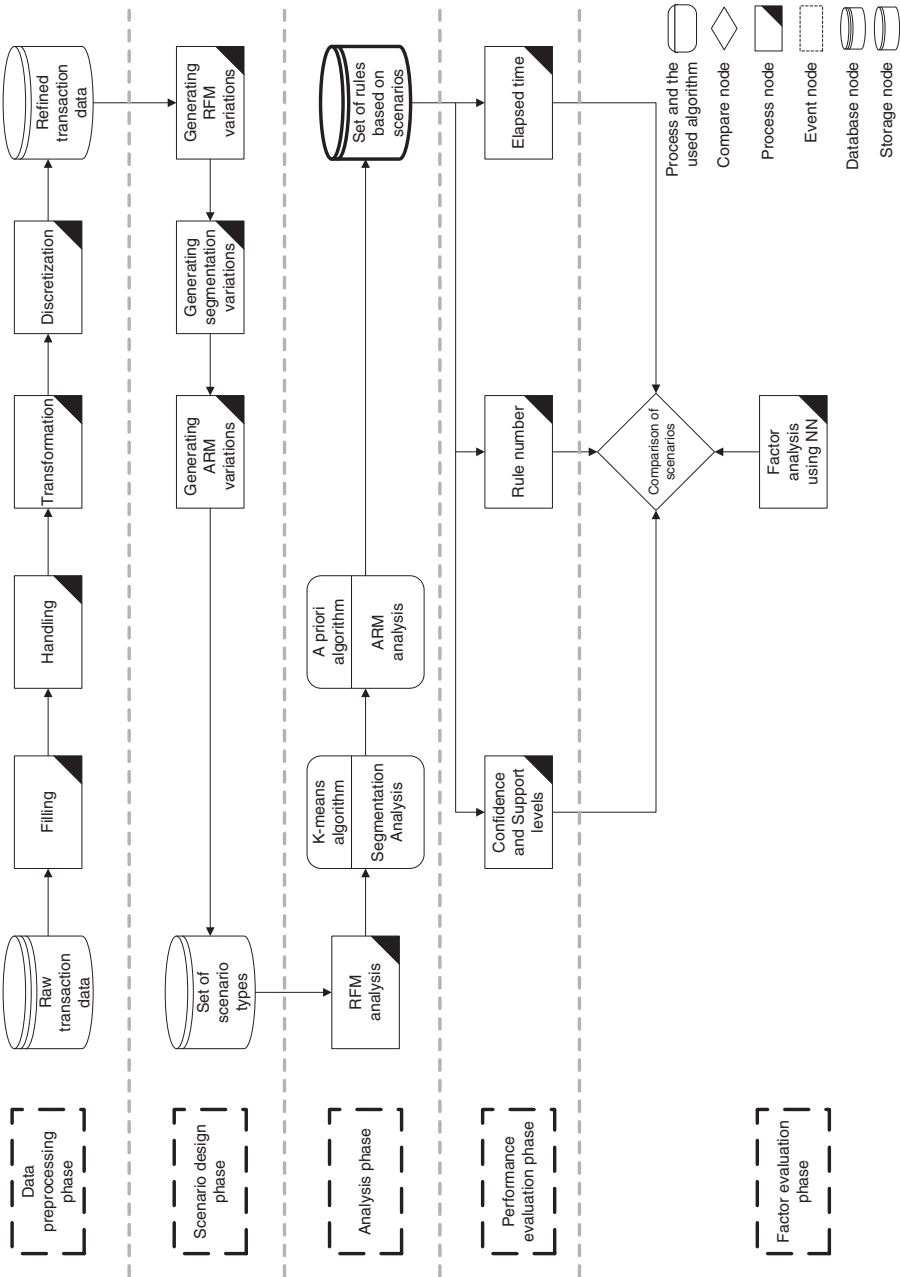 Data
preprocessing
phase
Raw
transaction
data
Filling
Handling
Transformation
Discretization
Refined
transaction
data
Scenario design
phase
Set of
scenario
types
Generating
ARM
variations
Generating
segmentation
variations
Generating
RFM
variations
Analysis phase
RFM
analysis
K-means
algorithm
Segmentation
Analysis
A priori
algorithm
ARM
analysis
Set of rules
based on
scenarios
Performance
evaluation phase
Confidence
and Support
levels
Rule number
Elapsed time
Factor evaluation
phase
Comparison of
scenarios
Factor
analysis
using NN
Process and the
used algorithm
Compare node
Process node
Event node
Database node
Storage node